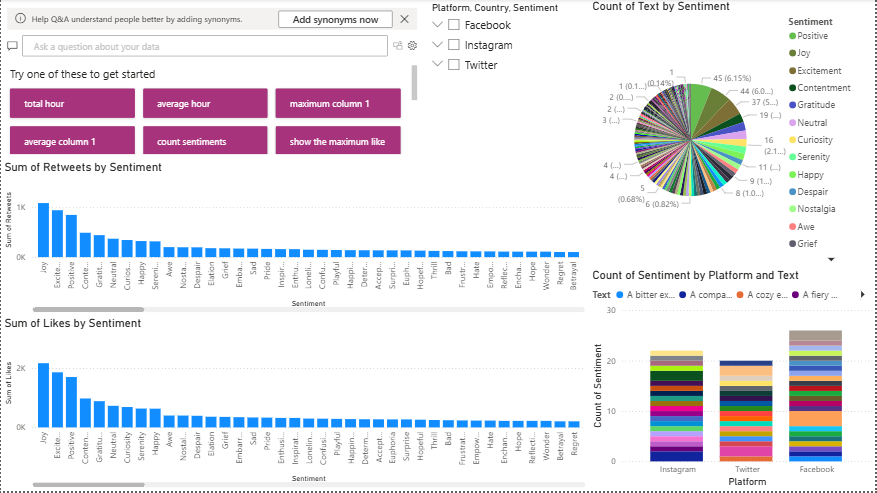 Help Q&A understand people better by adding synonyms.
Add synonyms now
Ask a question about your data
Try one of these to get started
total hour
average hour
maximum column 1
average column 1
count sentiments
show the maximum like
Platform, Country, Sentiment
Facebook
Instagram
Twitter
Count of Text by Sentiment
45 (6.15%)
44 (6.0...)
37 (5...)
19 (...)
16
(2.1...)
11 (...)
9 (1...)
8 (1.0...)
6 (0.82%)
5
(0.68%)
4 (...)
4 (...)
3 (...)
2 (...)
2 (0...)
1 (0.1...)
1
(0.14%)
Sentiment
Positive
Joy
Excitement
Contentment
Gratitude
Neutral
Curiosity
Serenity
Happy
Despair
Nostalgia
Awe
Grief
Sum of Retweets by Sentiment
Sum of Retweets
1K
0K
Joy
Excite...
Positive
Conte...
Gratit...
Neutral
Curios...
Happy
Sereni...
Awe
Nosta...
Despair
Elation
Grief
Emba...
Sad
Pride
Inspir...
Enthu...
Loneli...
Confu...
Playful
Happi...
Deter...
Accep...
Surpri...
Euph...
Hopef...
Thrill
Bad
Frustr...
Hate
Empo...
Reflec...
Encha...
Hope
Wonder
Regret
Betrayal
Sentiment
Sum of Likes by Sentiment
Sum of Likes
2K
0K
Joy
Excite...
Positive
Conten...
Gratitu...
Neutral
Curiosity
Serenity
Happy
Awe
Nostal...
Despair
Elation
Grief
Embarr...
Sad
Pride
Enthusi...
Inspirat...
Lonelin...
Confusi...
Playful
Happin...
Determ...
Accept...
Euphoria
Surprise
Hopeful
Thrill
Bad
Frustrat...
Empow...
Hate
Enchan...
Hope
Reflecti...
Wonder
Betrayal
Regret
Sentiment
Count of Sentiment by Platform and Text
Text
A bitter ex...
A compa...
A cozy e...
A fiery ...
Count of Sentiment
30
20
10
0
Instagram
Twitter
Facebook
Platform